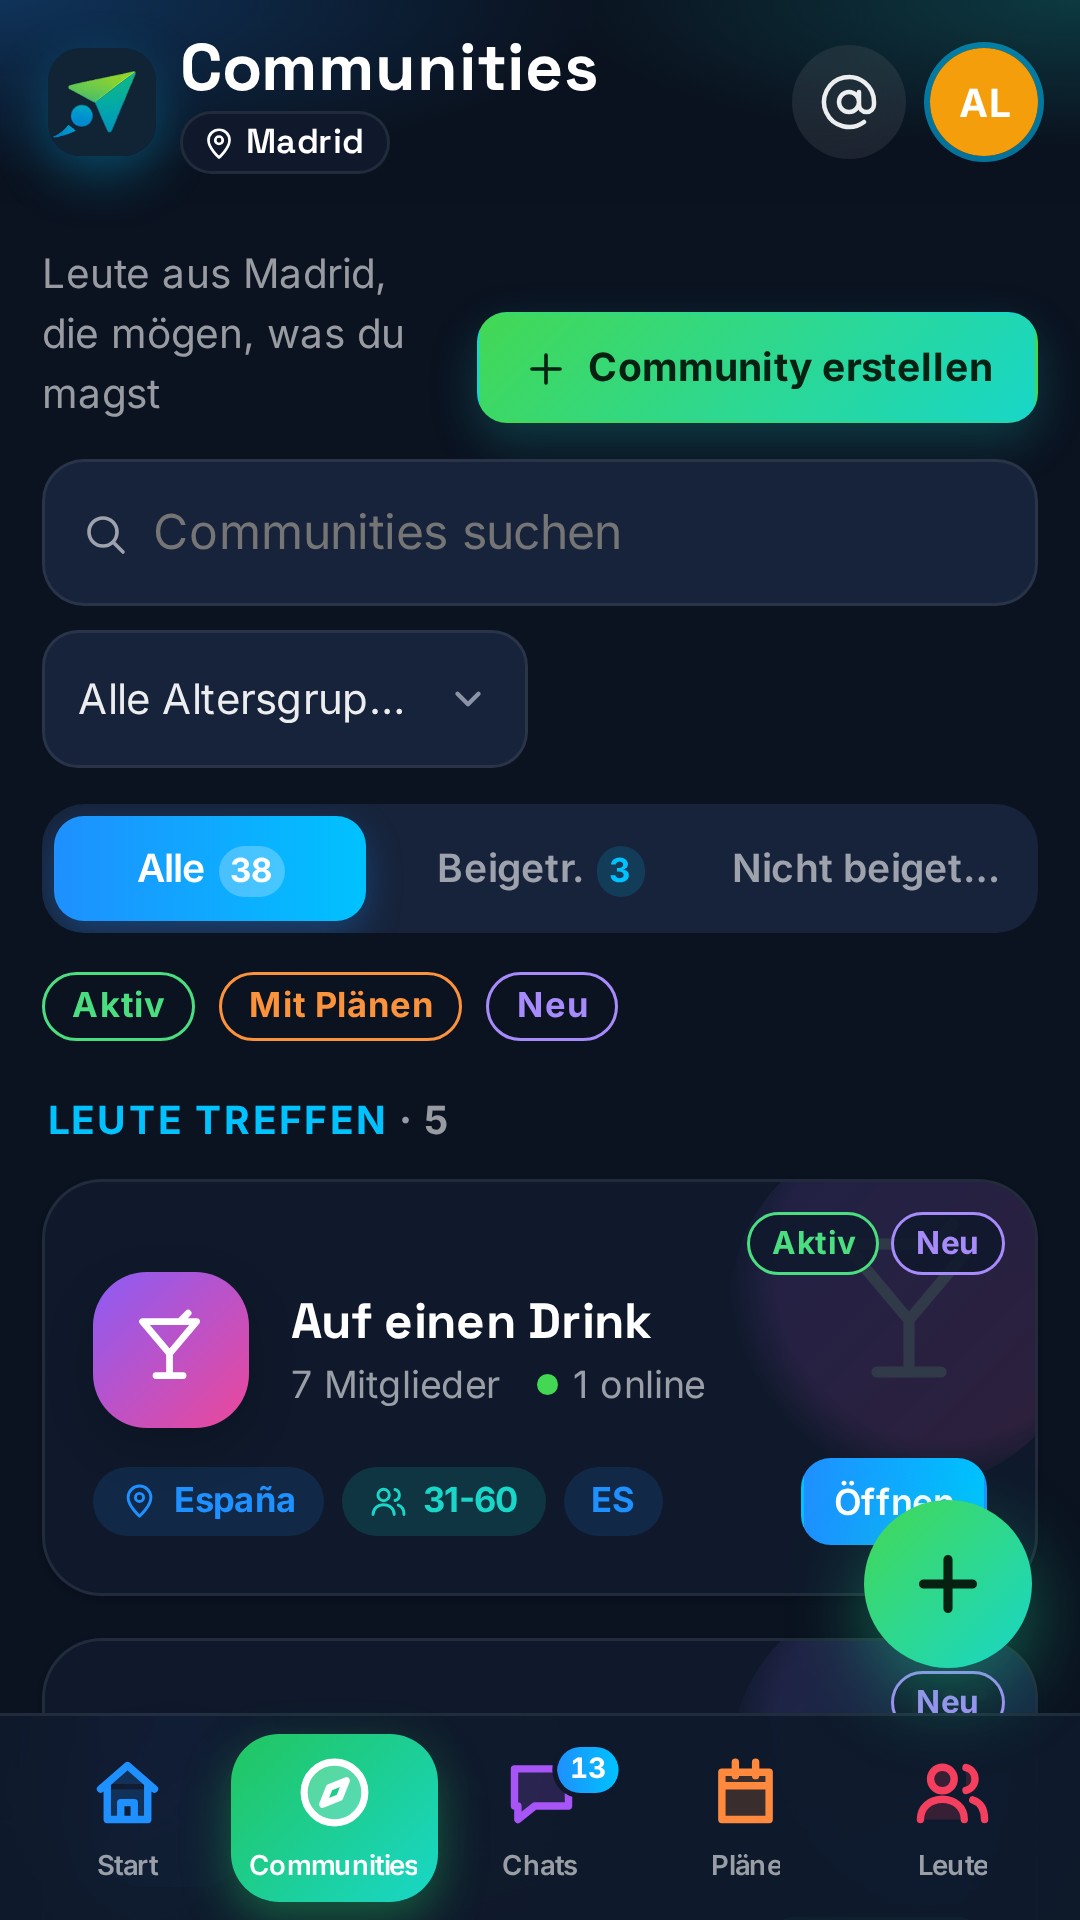 Communities
Madrid
@
AL
Leute aus Madrid,
die mögen, was du
magst
Community erstellen
Communities suchen
Alle Altersgrup...
Alle 38
Beigetr. 3
Nicht beiget...
Aktiv
Mit Plänen
Neu
LEUTE TREFFEN · 5
Aktiv
Neu
Auf einen Drink
7 Mitglieder
1 online
España
31-60
ES
Öffnen
Neu
13
Start
Communities
Chats
Pläne
Leute